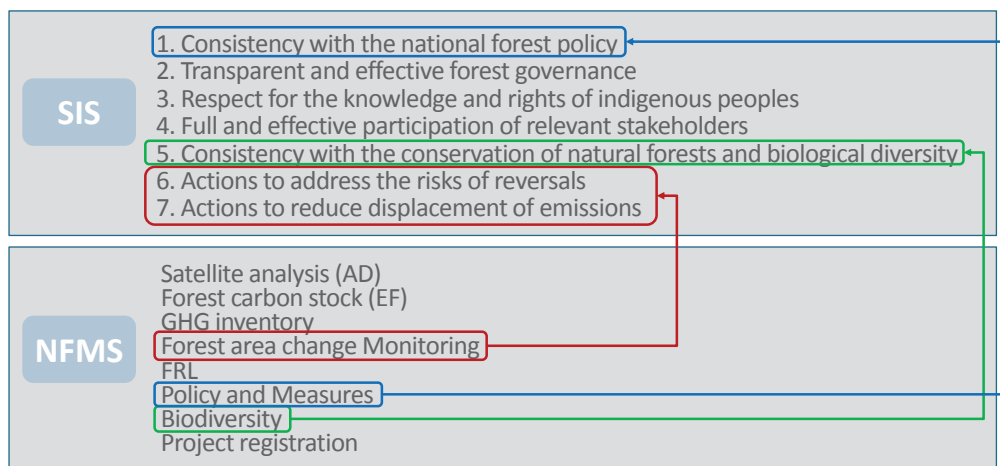 SIS
1. Consistency with the national forest policy
2. Transparent and effective forest governance
3. Respect for the knowledge and rights of indigenous peoples
4. Full and effective participation of relevant stakeholders
5. Consistency with the conservation of natural forests and biological diversity
6. Actions to address the risks of reversals
7. Actions to reduce displacement of emissions
NFMS
Satellite analysis (AD)
Forest carbon stock (EF)
GHG inventory
Forest area change Monitoring
FRL
Policy and Measures
Biodiversity
Project registration